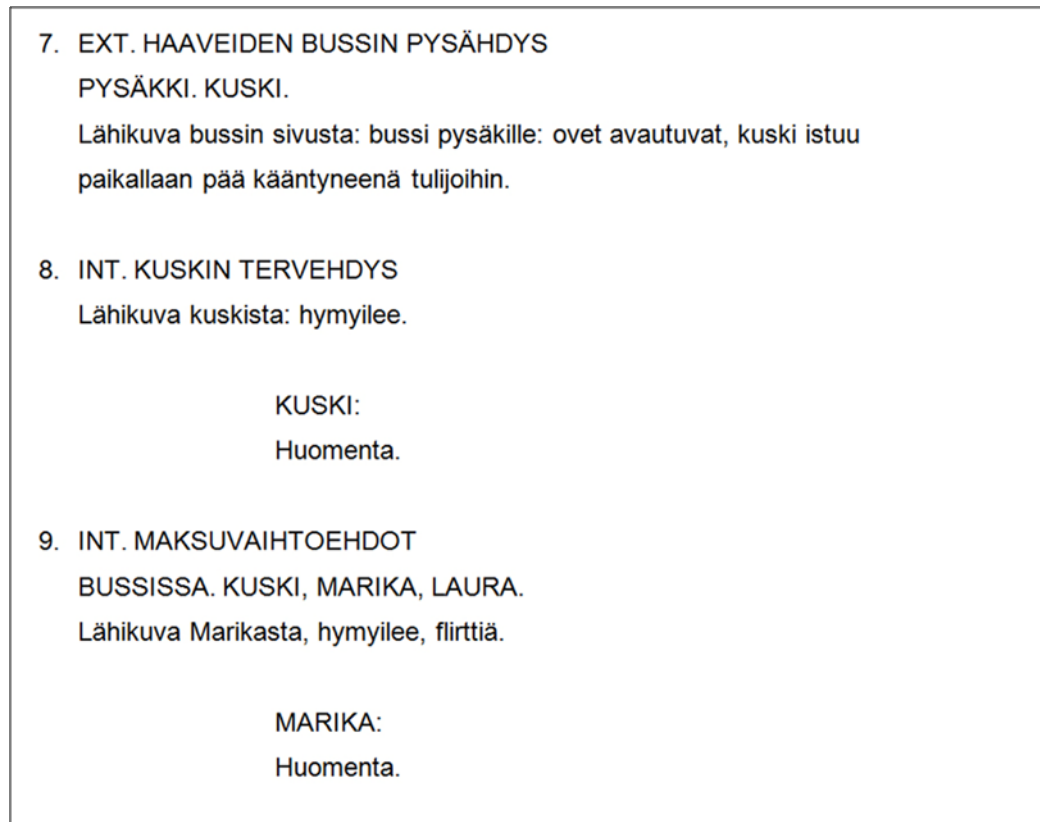 7. EXT. HAAVEIDEN BUSSIN PYSÄHDYS
PYSÄKKI. KUSKI.
Lähikuva bussin sivusta: bussi pysäkille: ovet avautuvat, kuski istuu
paikallaan pää kääntyneenä tulijoihin.
8. INT. KUSKIN TERVEHDYS
Lähikuva kuskista: hymyilee.
KUSKI:
Huomenta.
9. INT. MAKSUVAIHTOEHDOT
BUSSISSA. KUSKI, MARIKA, LAURA.
Lähikuva Marikasta, hymyilee, flirttiä.
MARIKA:
Huomenta.